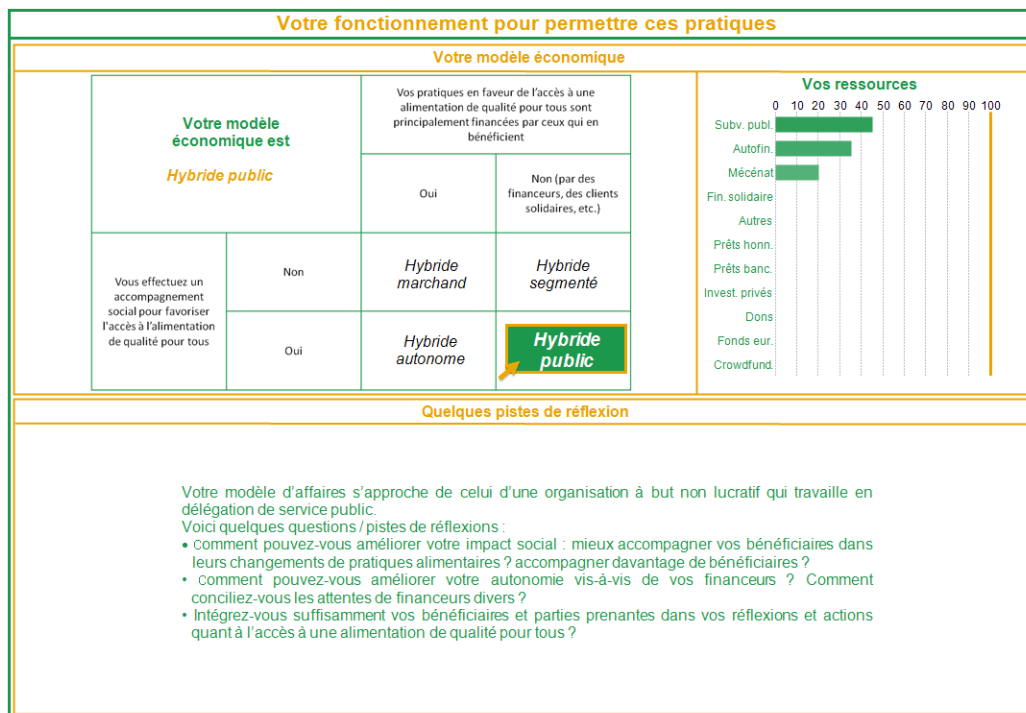 Votre fonctionnement pour permettre ces pratiques
Votre modèle économique
Votre modèle
économique est
Hybride public
Vos pratiques en faveur de l'accès à une
alimentation de qualité pour tous sont
principalement financées par ceux qui en
bénéficient
Oui
Non (par des
financeurs, des clients
solidaires, etc.)
Vous effectuez un
accompagnement
social pour favoriser
l'accès à l'alimentation
de qualité pour tous
Non
Hybride
marchand
Hybride
segmenté
Oui
Hybride
autonome
Hybride
public
Vos ressources
0 10 20 30 40 50 60 70 80 90 100
Subv. publ.
Autofin.
Mécénat
Fin. solidaire
Autres
Prêts honn.
Prêts banc.
Invest. privés
Dons
Fonds eur.
Crowdfund.
Quelques pistes de réflexion
Votre modèle d'affaires s'approche de celui d'une organisation à but non lucratif qui travaille en
délégation de service public.
Voici quelques questions / pistes de réflexions :
• Comment pouvez-vous améliorer votre impact social : mieux accompagner vos bénéficiaires dans
leurs changements de pratiques alimentaires ? accompagner davantage de bénéficiaires ?
• Comment pouvez-vous améliorer votre autonomie vis-à-vis de vos financeurs ? Comment
conciliez-vous les attentes de financeurs divers ?
• Intégrez-vous suffisamment vos bénéficiaires et parties prenantes dans vos réflexions et actions
quant à l'accès à une alimentation de qualité pour tous ?